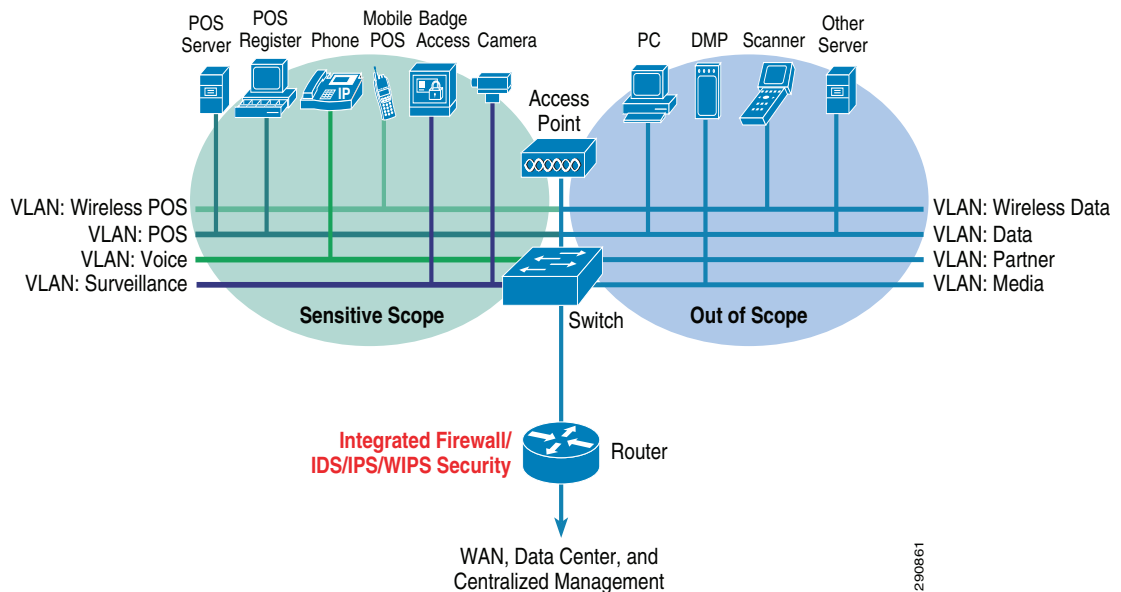 POS
Server
POS
Register
Phone
Mobile
POS
Badge
Access
Camera
IP
Access
Point
PC
DMP
Scanner
Other
Server
VLAN: Wireless POS
VLAN: POS
VLAN: Voice
VLAN: Surveillance
VLAN: Wireless Data
VLAN: Data
VLAN: Partner
VLAN: Media
Sensitive Scope
Switch
Out of Scope
Integrated Firewall/
IDS/IPS/WIPS Security
Router
WAN, Data Center, and
Centralized Management
290861